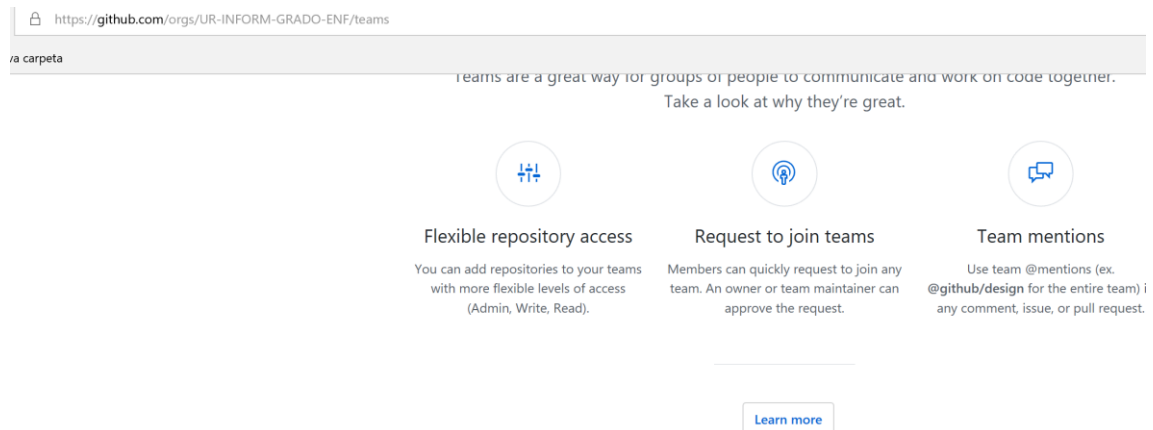 https://github.com/orgs/UR-INFORM-GRADO-ENF/teams
va carpeta
Teams are a great way for groups of people to communicate and work on code together.
Take a look at why they're great.
Flexible repository access
You can add repositories to your teams
with more flexible levels of access
(Admin, Write, Read).
Request to join teams
Members can quickly request to join any
team. An owner or team maintainer can
approve the request.
Team mentions
Use team @mentions (ex.
@github/design for the entire team) i
any comment, issue, or pull request.
Learn more